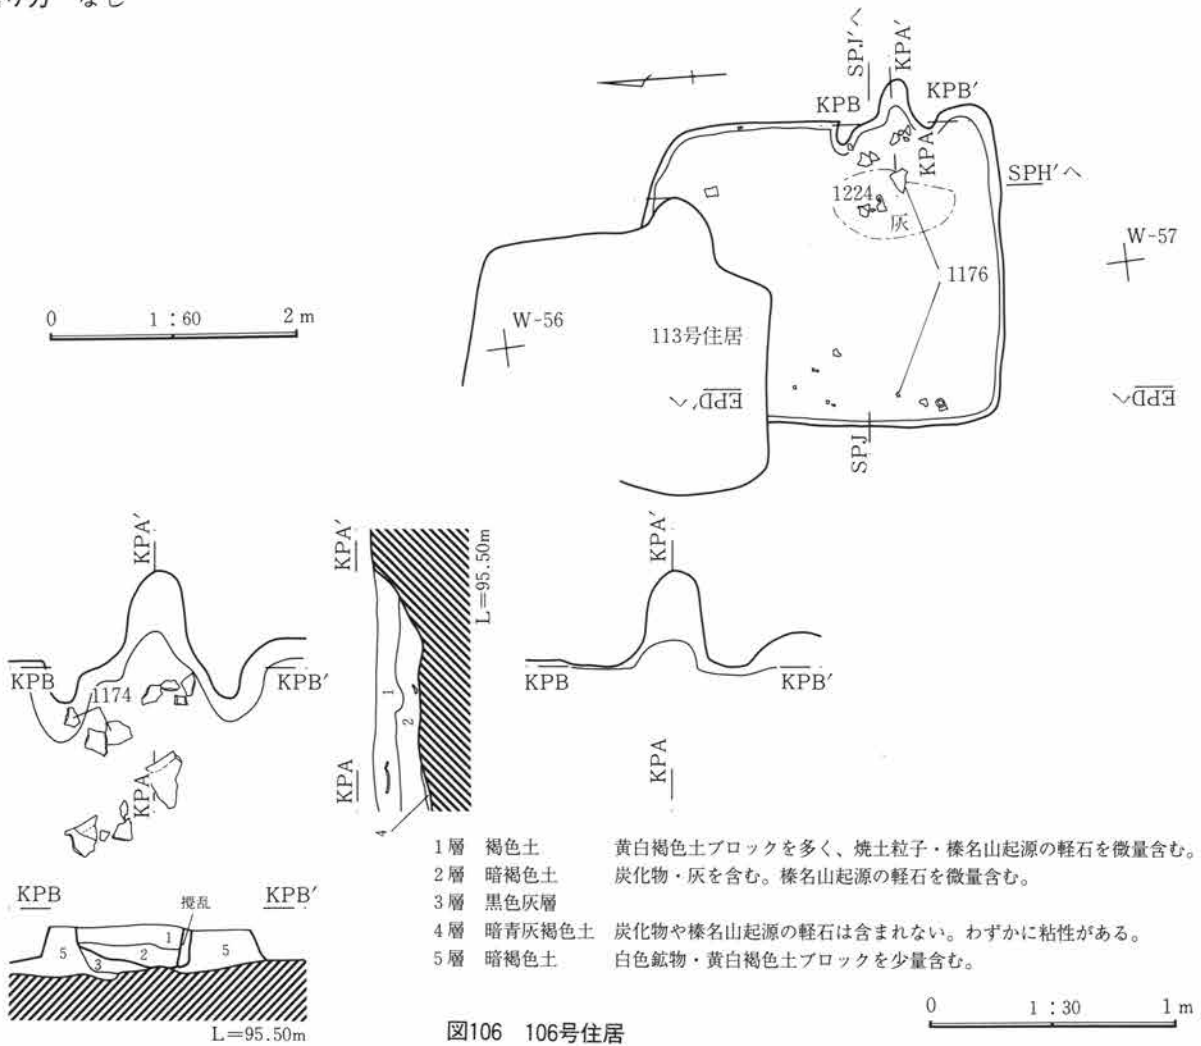 なし
SPJ'へ
KPA'
KPB
KPB'
KPA
SPH'へ
1224
灰
W-57
1176
0 1：60 2 m
W-56
113号住居
EPD'へ
EPDへ
SPJ
KPA'
KPB
KPB'
1174
KPA
KPA'
L=95.50m
1
2
KPA
4
KPA'
KPB
KPB'
KPA
1層 褐色土 黄白褐色土ブロックを多く、焼土粒子・榛名山起源の軽石を微量含む。
2層 暗褐色土 炭化物・灰を含む。榛名山起源の軽石を微量含む。
3層 黒色灰層
4層 暗青灰褐色土 炭化物や榛名山起源の軽石は含まれない。わずかに粘性がある。
5層 暗褐色土 白色鉱物・黄白褐色土ブロックを少量含む。
KPB
KPB'
攪乱
5
1
2
3
5
L=95.50m
図106 106号住居
0 1：30 1 m